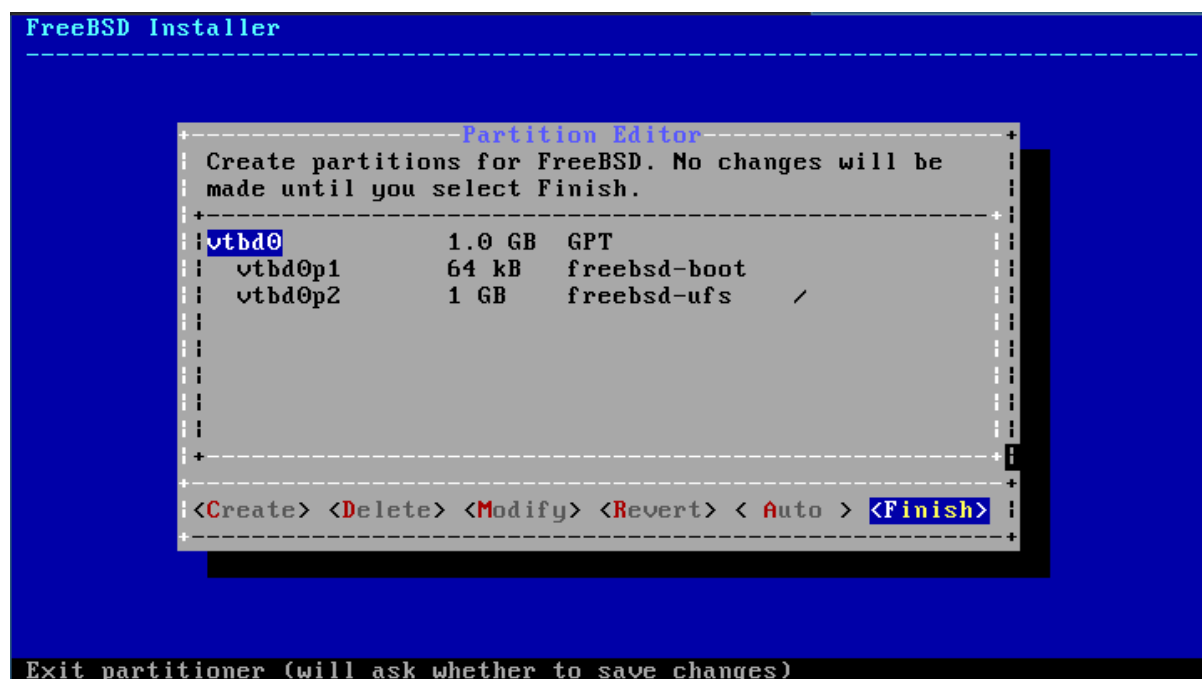 FreeBSD Installer
Partition Editor
Create partitions for FreeBSD. No changes will be
made until you select Finish.
vtbd0 1.0 GB GPT
vtbd0p1 64 kB freebsd-boot
vtbd0p2 1 GB freebsd-ufs /
<Create> <Delete> <Modify> <Revert> < Auto > <Finish>
Exit partitioner (will ask whether to save changes)